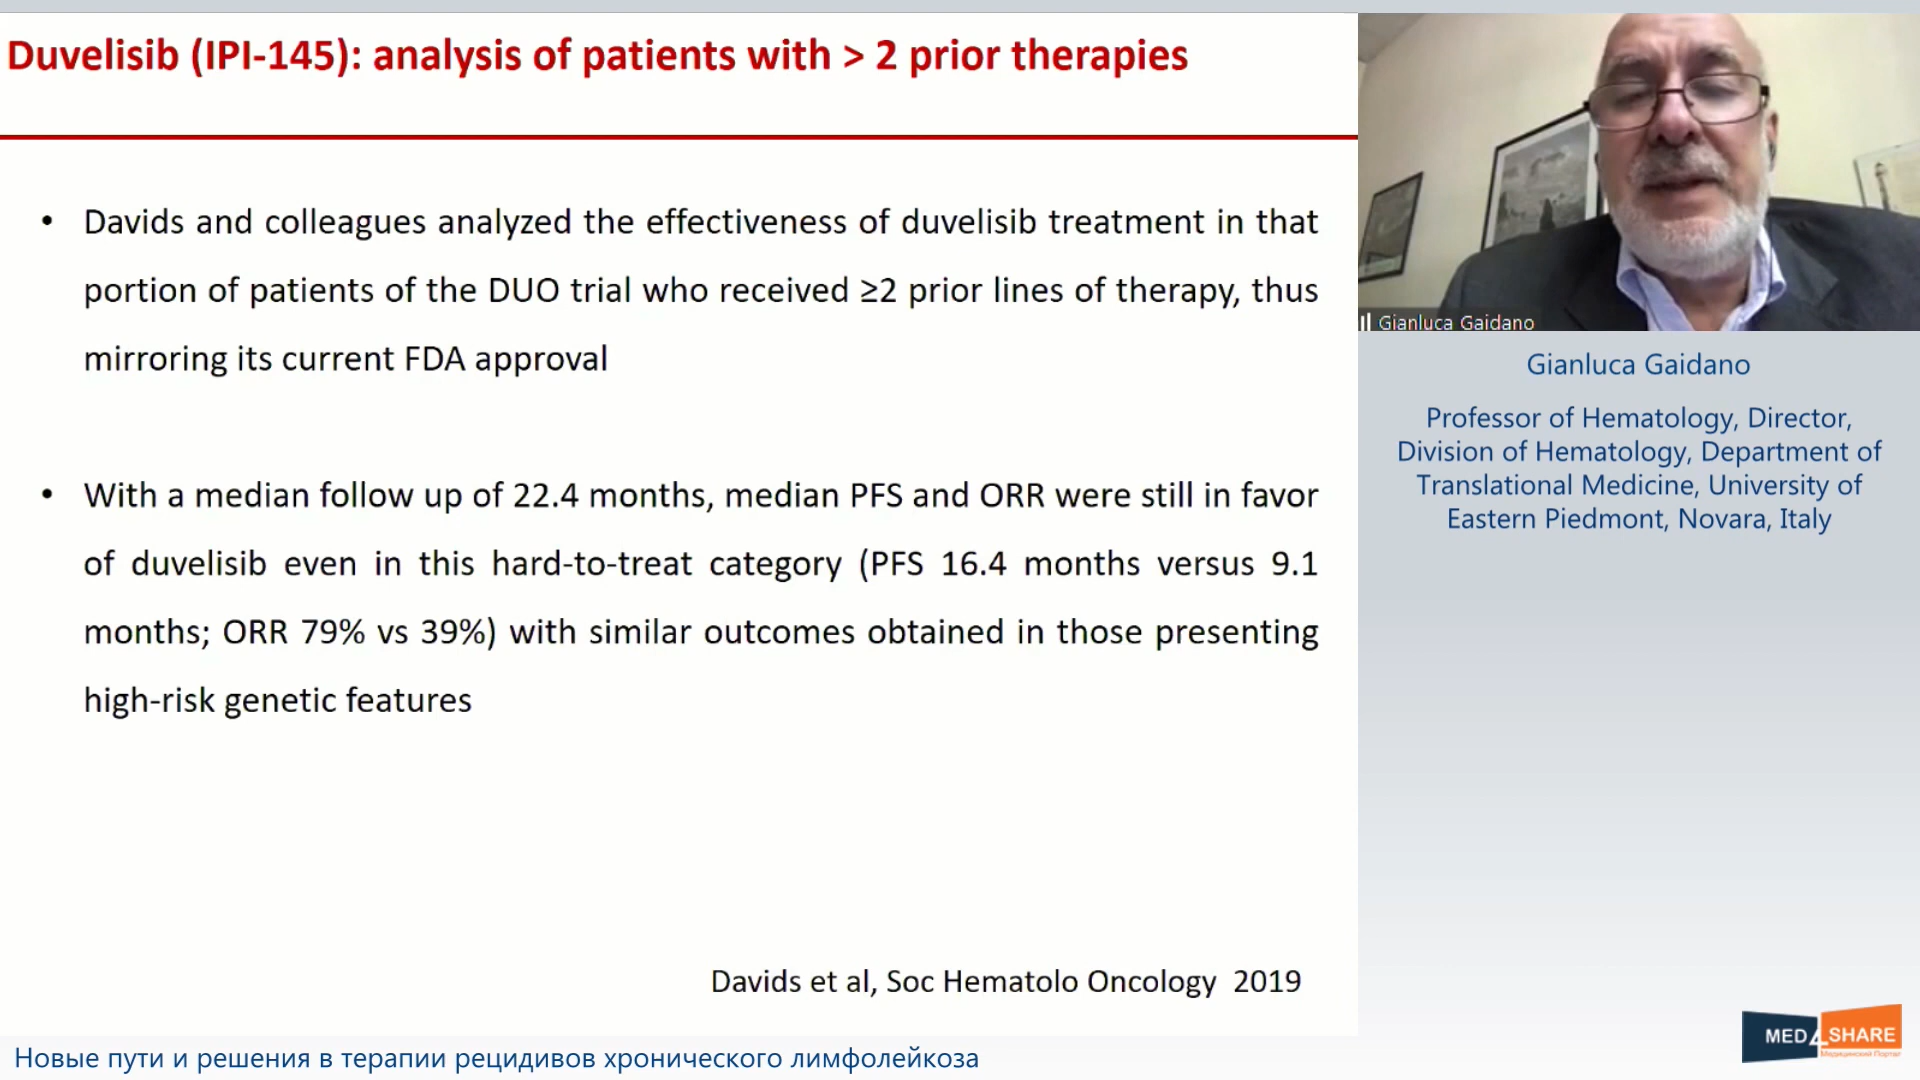 Duvelisib (IPI-145): analysis of patients with > 2 prior therapies
• Davids and colleagues analyzed the effectiveness of duvelisib treatment in that
portion of patients of the DUO trial who received ≥2 prior lines of therapy, thus
mirroring its current FDA approval
• With a median follow up of 22.4 months, median PFS and ORR were still in favor
of duvelisib even in this hard-to-treat category (PFS 16.4 months versus 9.1
months; ORR 79% vs 39%) with similar outcomes obtained in those presenting
high-risk genetic features
Davids et al, Soc Hematolo Oncology 2019
Gianluca Gaidano
Gianluca Gaidano
Professor of Hematology, Director,
Division of Hematology, Department of
Translational Medicine, University of
Eastern Piedmont, Novara, Italy
MED4SHARE
Медицинский Портал
Новые пути и решения в терапии рецидивов хронического лимфолейкоза